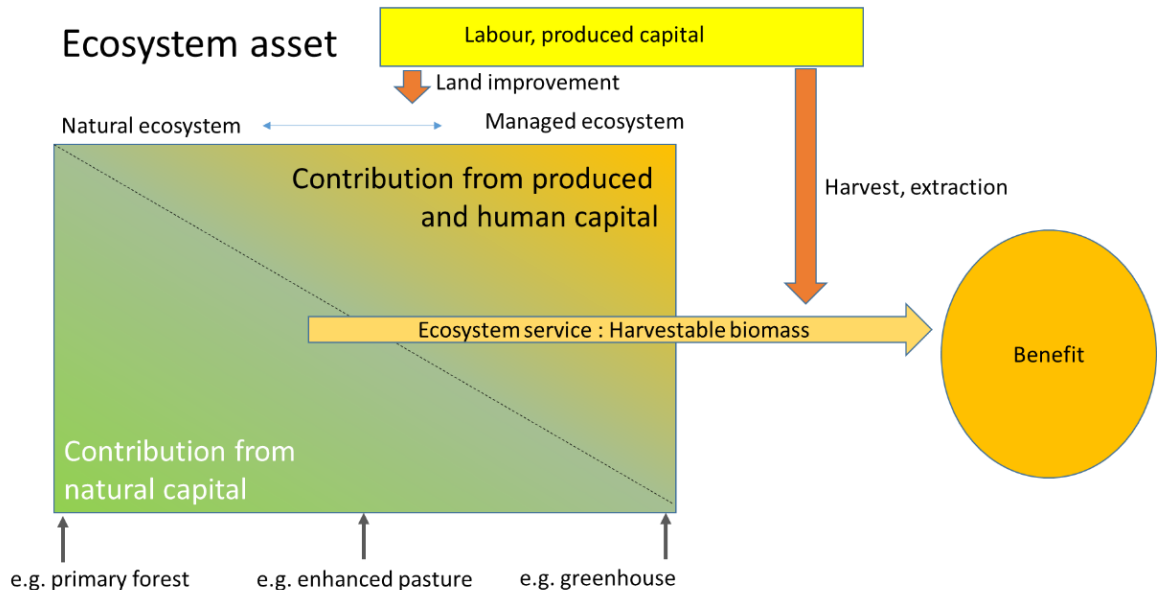 Ecosystem asset
Labour, produced capital
Land improvement
Natural ecosystem
Managed ecosystem
Contribution from produced
and human capital
Harvest, extraction
Ecosystem service : Harvestable biomass
Benefit
Contribution from
natural capital
e.g. primary forest
e.g. enhanced pasture
e.g. greenhouse